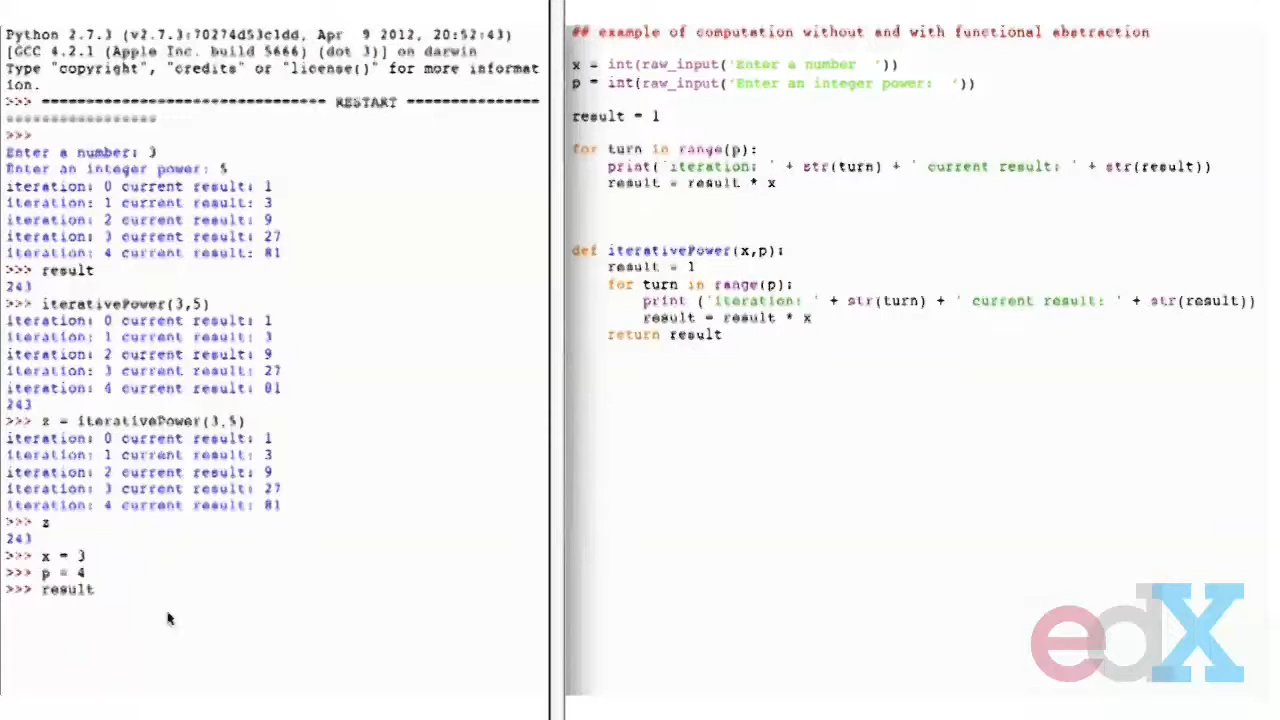 Python 2.7.3 (v2.7.3:70274d53c1dd, Apr  9 2012, 20:52:43)
[GCC 4.2.1 (Apple Inc. build 5666) (dot 3)] on darwin
Type "copyright", "credits" or "license()" for more informat
ion.
>>> ================================ RESTART ===============
=================
>>>
Enter a number: 3
Enter an integer power: 5
iteration: 0 current result: 1
iteration: 1 current result: 3
iteration: 2 current result: 9
iteration: 3 current result: 27
iteration: 4 current result: 81
>>> result
243
>>> iterativePower(3,5)
iteration: 0 current result: 1
iteration: 1 current result: 3
iteration: 2 current result: 9
iteration: 3 current result: 27
iteration: 4 current result: 81
243
>>> z = iterativePower(3,5)
iteration: 0 current result: 1
iteration: 1 current result: 3
iteration: 2 current result: 9
iteration: 3 current result: 27
iteration: 4 current result: 81
>>> z
243
>>> x = 3
>>> p = 4
>>> result
## example of computation without and with functional abstraction
x = int(raw_input('Enter a number  '))
p = int(raw_input('Enter an integer power:  '))
result = 1
for turn in range(p):
    print('iteration: ' + str(turn) + ' current result: ' + str(result))
    result = result * x
def iterativePower(x,p):
    result = 1
    for turn in range(p):
        print ('iteration: ' + str(turn) + ' current result: ' + str(result))
        result = result * x
    return result
edX